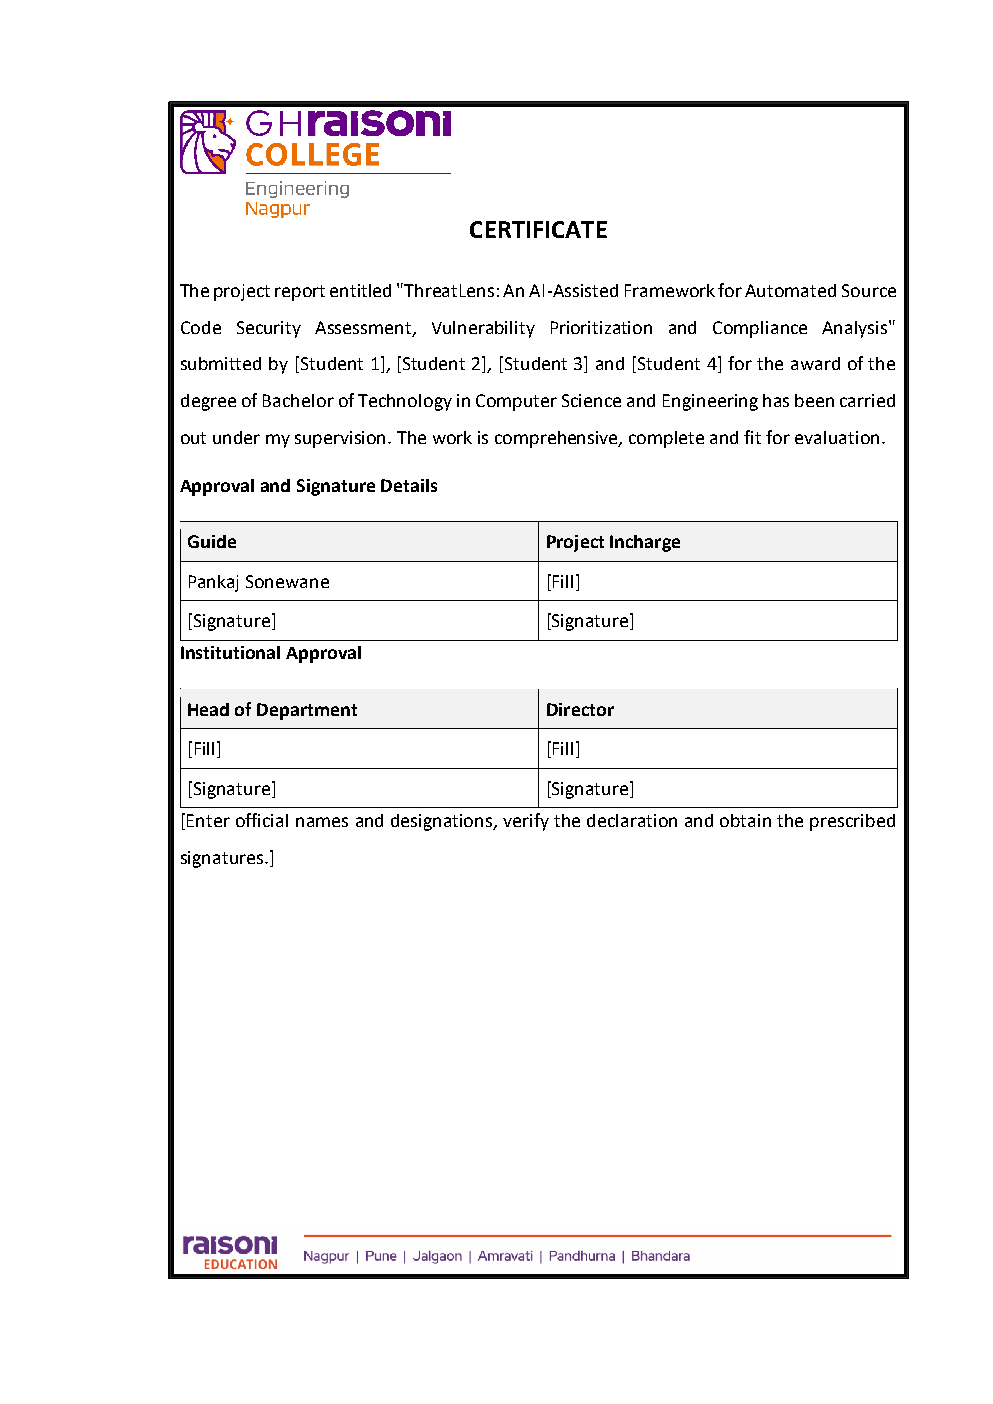 GHraisoni
COLLEGE
Engineering
Nagpur
CERTIFICATE
The project report entitled "ThreatLens: An AI-Assisted Framework for Automated Source
Code Security Assessment, Vulnerability Prioritization and Compliance Analysis"
submitted by [Student 1], [Student 2], [Student 3] and [Student 4] for the award of the
degree of Bachelor of Technology in Computer Science and Engineering has been carried
out under my supervision. The work is comprehensive, complete and fit for evaluation.
Approval and Signature Details
Guide Project Incharge
Pankaj Sonewane [Fill]
[Signature] [Signature]
Institutional Approval
Head of Department Director
[Fill] [Fill]
[Signature] [Signature]
[Enter official names and designations, verify the declaration and obtain the prescribed
signatures.]
raisoni
EDUCATION
Nagpur | Pune | Jalgaon | Amravati | Pandhurna | Bhandara